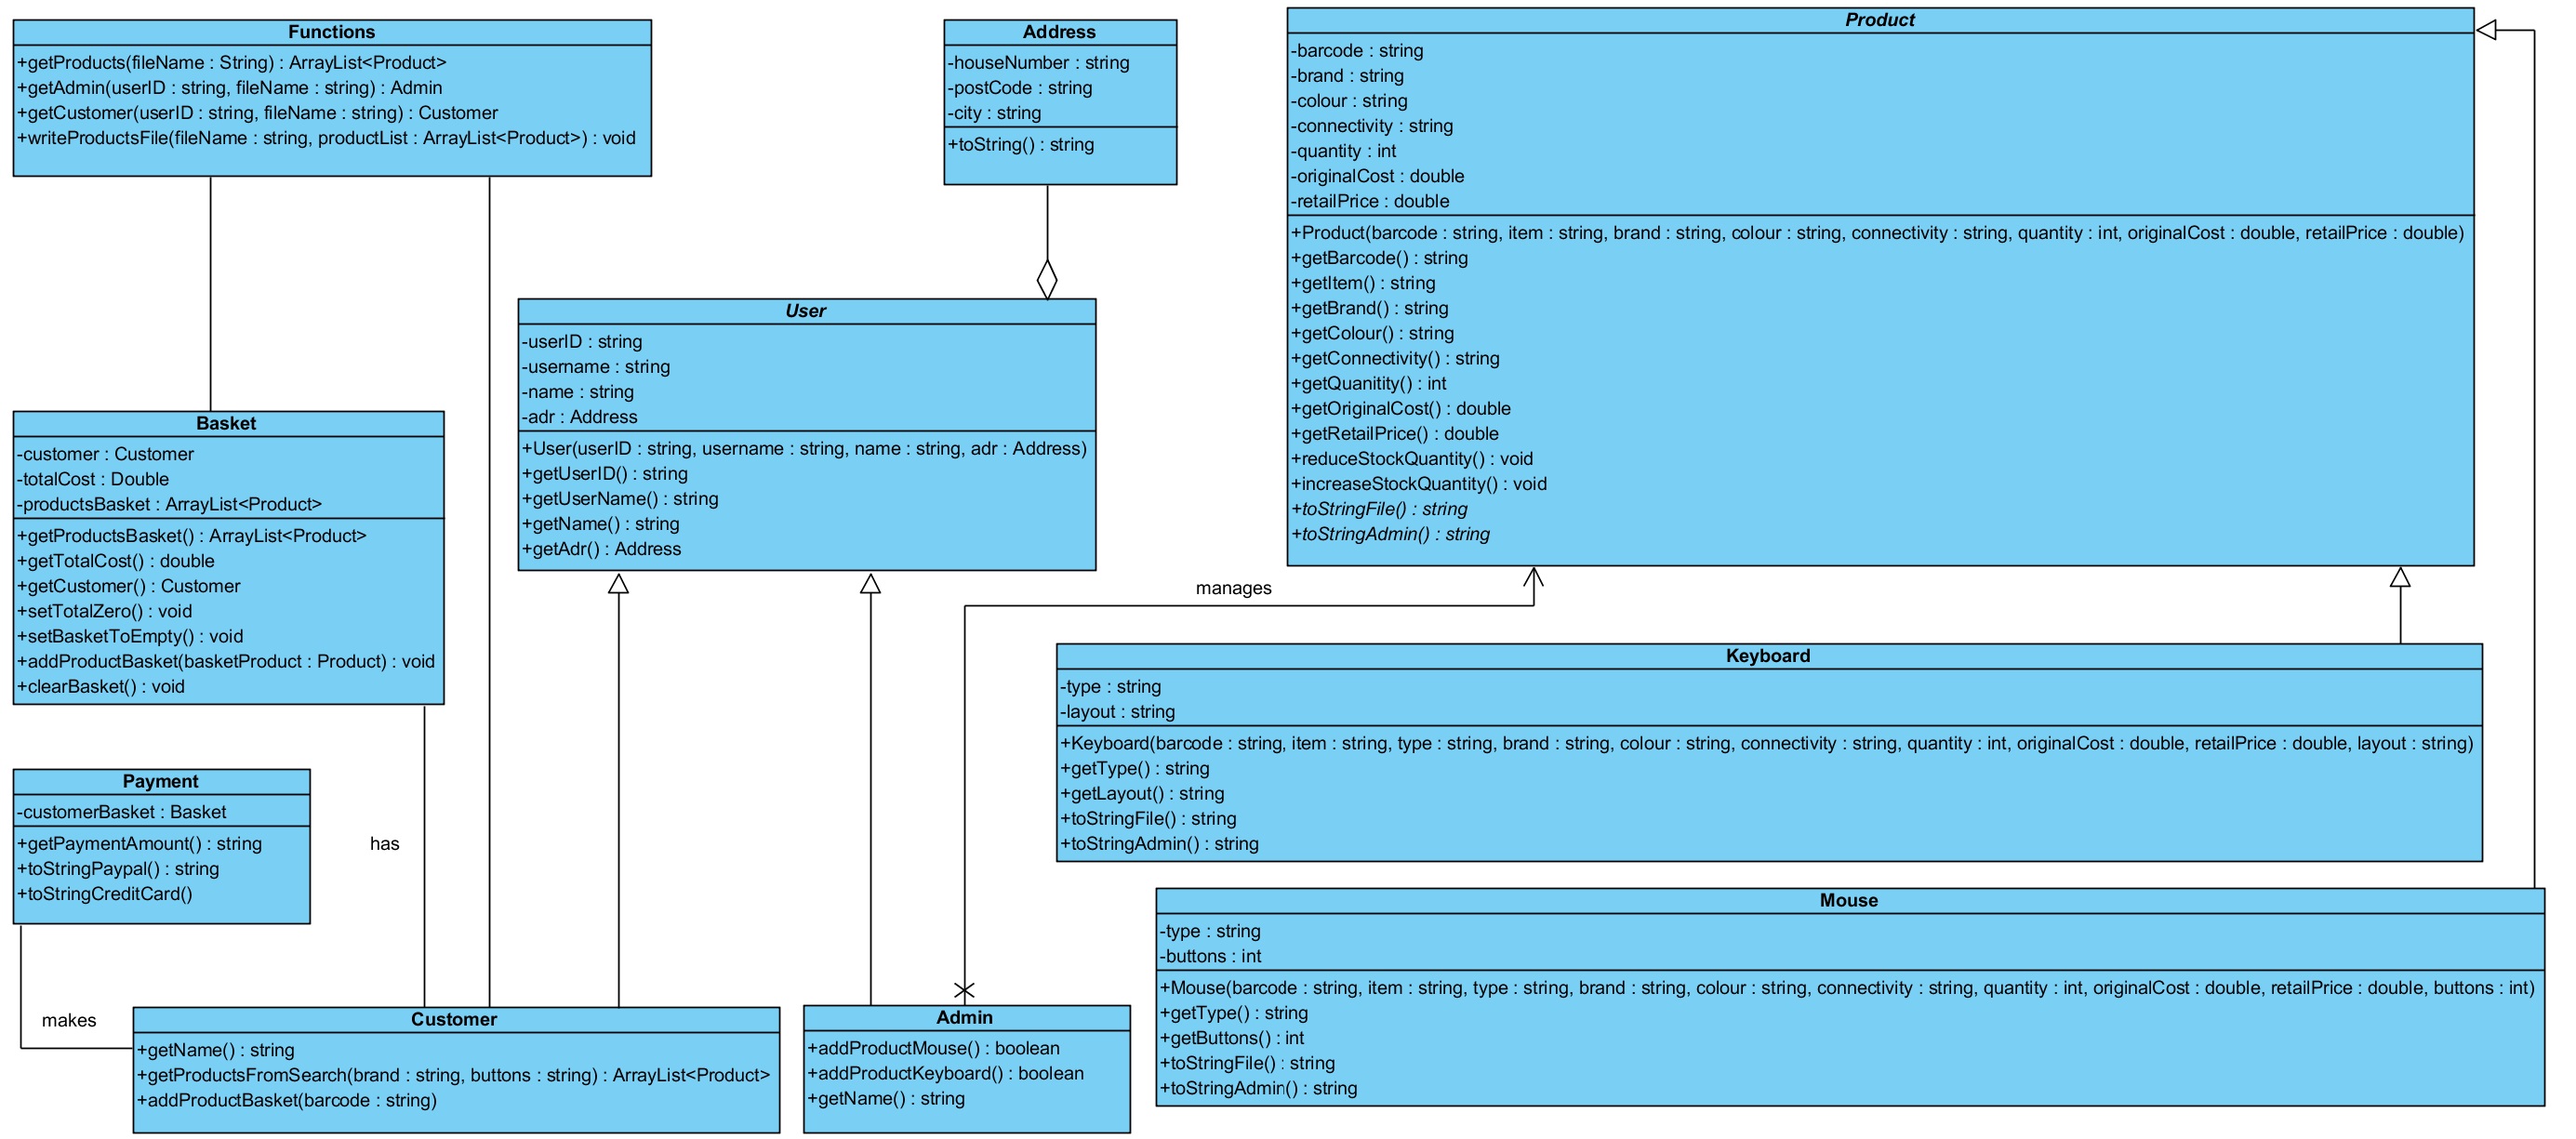 Functions
+getProducts(fileName : String) : ArrayList<Product>
+getAdmin(userID : string, fileName : string) : Admin
+getCustomer(userID : string, fileName : string) : Customer
+writeProductsFile(fileName : string, productList : ArrayList<Product>) : void
Address
-houseNumber : string
-postCode : string
-city : string
+toString() : string
Product
-barcode : string
-brand : string
-colour : string
-connectivity : string
-quantity : int
-originalCost : double
-retailPrice : double
+Product(barcode : string, item : string, brand : string, colour : string, connectivity : string, quantity : int, originalCost : double, retailPrice : double)
+getBarcode() : string
+getItem() : string
+getBrand() : string
+getColour() : string
+getConnectivity() : string
+getQuanitity() : int
+getOriginalCost() : double
+getRetailPrice() : double
+reduceStockQuantity() : void
+increaseStockQuantity() : void
+toStringFile() : string
+toStringAdmin() : string
User
-userID : string
-username : string
-name : string
-adr : Address
+User(userID : string, username : string, name : string, adr : Address)
+getUserID() : string
+getUserName() : string
+getName() : string
+getAdr() : Address
Basket
-customer : Customer
-totalCost : Double
-productsBasket : ArrayList<Product>
+getProductsBasket() : ArrayList<Product>
+getTotalCost() : double
+getCustomer() : Customer
+setTotalZero() : void
+setBasketToEmpty() : void
+addProductBasket(basketProduct : Product) : void
+clearBasket() : void
manages
Keyboard
-type : string
-layout : string
+Keyboard(barcode : string, item : string, type : string, brand : string, colour : string, connectivity : string, quantity : int, originalCost : double, retailPrice : double, layout : string)
+getType() : string
+getLayout() : string
+toStringFile() : string
+toStringAdmin() : string
Payment
-customerBasket : Basket
+getPaymentAmount() : string
+toStringPaypal() : string
+toStringCreditCard()
has
makes
Mouse
-type : string
-buttons : int
+Mouse(barcode : string, item : string, type : string, brand : string, colour : string, connectivity : string, quantity : int, originalCost : double, retailPrice : double, buttons : int)
+getType() : string
+getButtons() : int
+toStringFile() : string
+toStringAdmin() : string
Customer
+getName() : string
+getProductsFromSearch(brand : string, buttons : string) : ArrayList<Product>
+addProductBasket(barcode : string)
Admin
+addProductMouse() : boolean
+addProductKeyboard() : boolean
+getName() : string